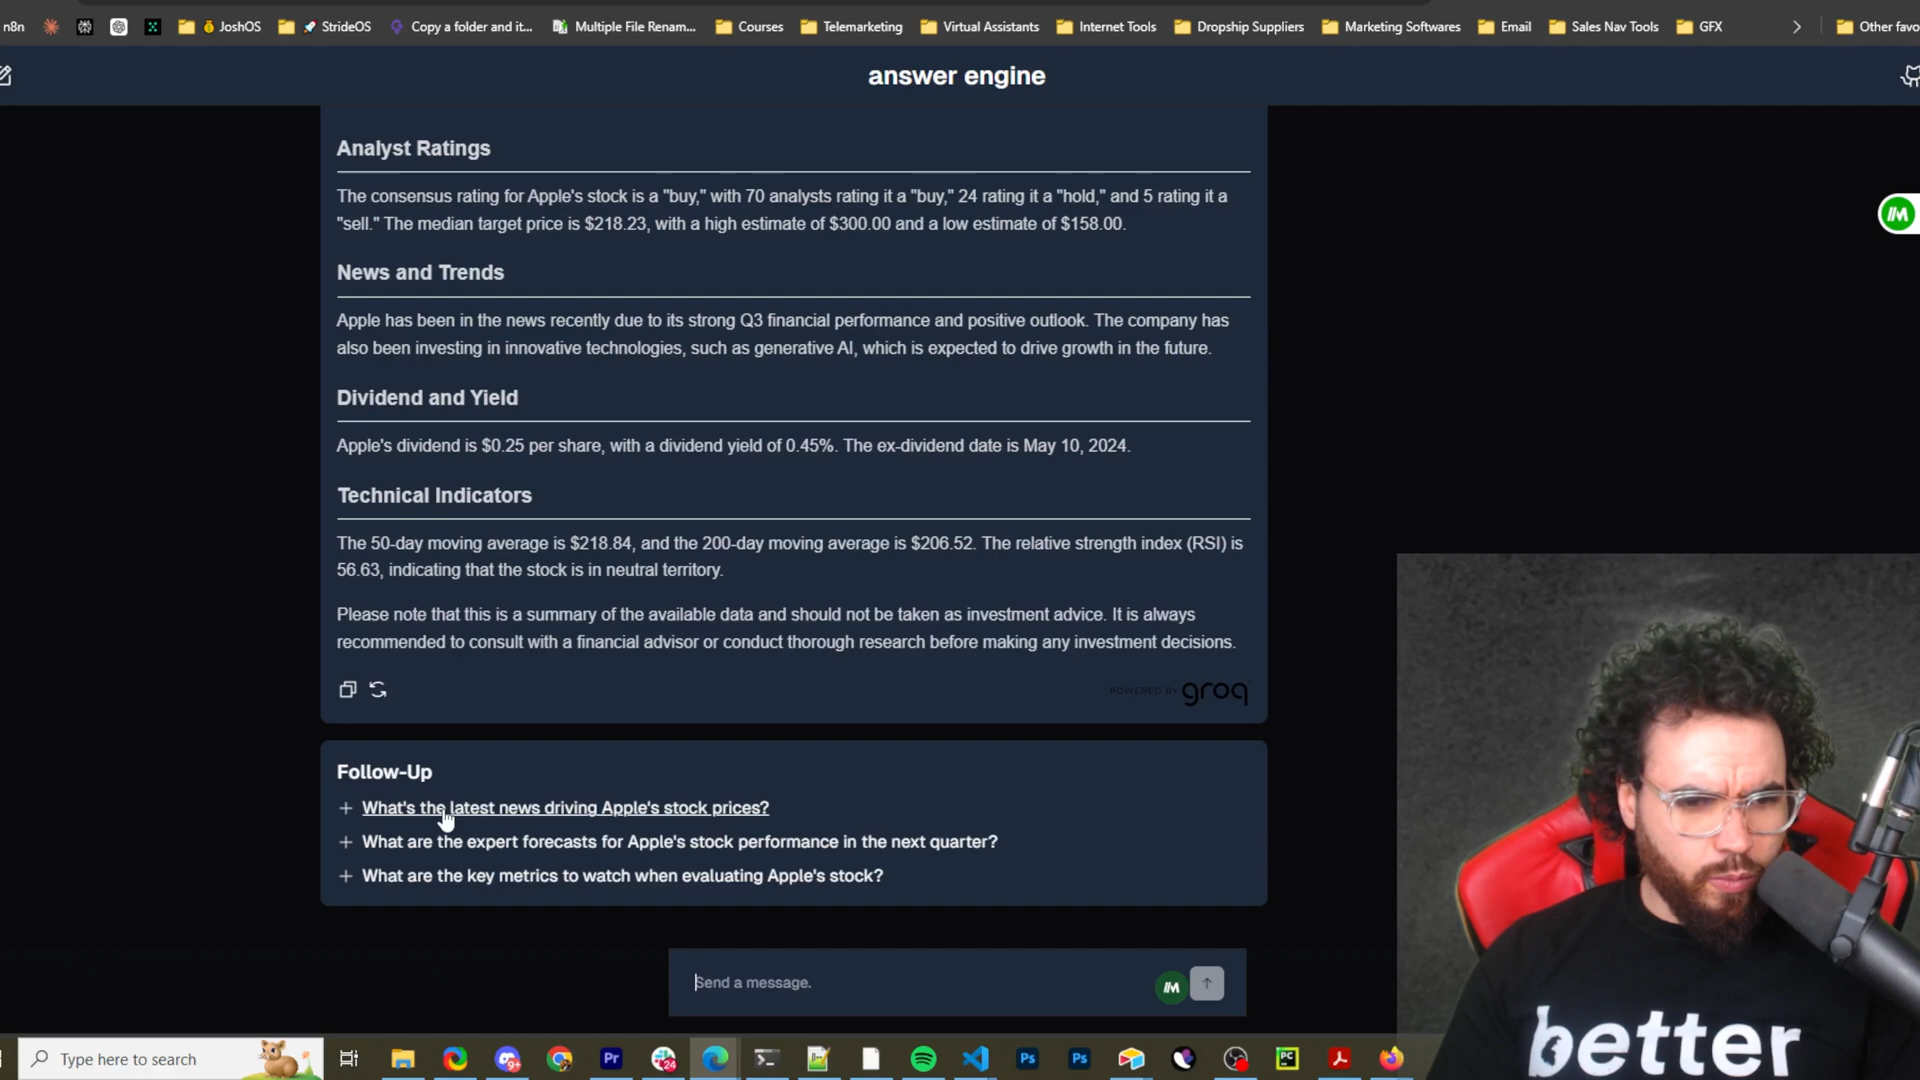 n8n JoshOS StrideOS Copy a folder and it... Multiple File Renam... Courses Telemarketing Virtual Assistants Internet Tools Dropship Suppliers Marketing Softwares Email Sales Nav Tools GFX Other favo
answer engine
Analyst Ratings
The consensus rating for Apple's stock is a "buy," with 70 analysts rating it a "buy," 24 rating it a "hold," and 5 rating it a
"sell." The median target price is $218.23, with a high estimate of $300.00 and a low estimate of $158.00.
News and Trends
Apple has been in the news recently due to its strong Q3 financial performance and positive outlook. The company has
also been investing in innovative technologies, such as generative AI, which is expected to drive growth in the future.
Dividend and Yield
Apple's dividend is $0.25 per share, with a dividend yield of 0.45%. The ex-dividend date is May 10, 2024.
Technical Indicators
The 50-day moving average is $218.84, and the 200-day moving average is $206.52. The relative strength index (RSI) is
56.63, indicating that the stock is in neutral territory.
Please note that this is a summary of the available data and should not be taken as investment advice. It is always
recommended to consult with a financial advisor or conduct thorough research before making any investment decisions.
POWERED BY groq
Follow-Up
+ What's the latest news driving Apple's stock prices?
+ What are the expert forecasts for Apple's stock performance in the next quarter?
+ What are the key metrics to watch when evaluating Apple's stock?
Send a message.
better
Type here to search 9+ Pr 24 Ps Ps PC